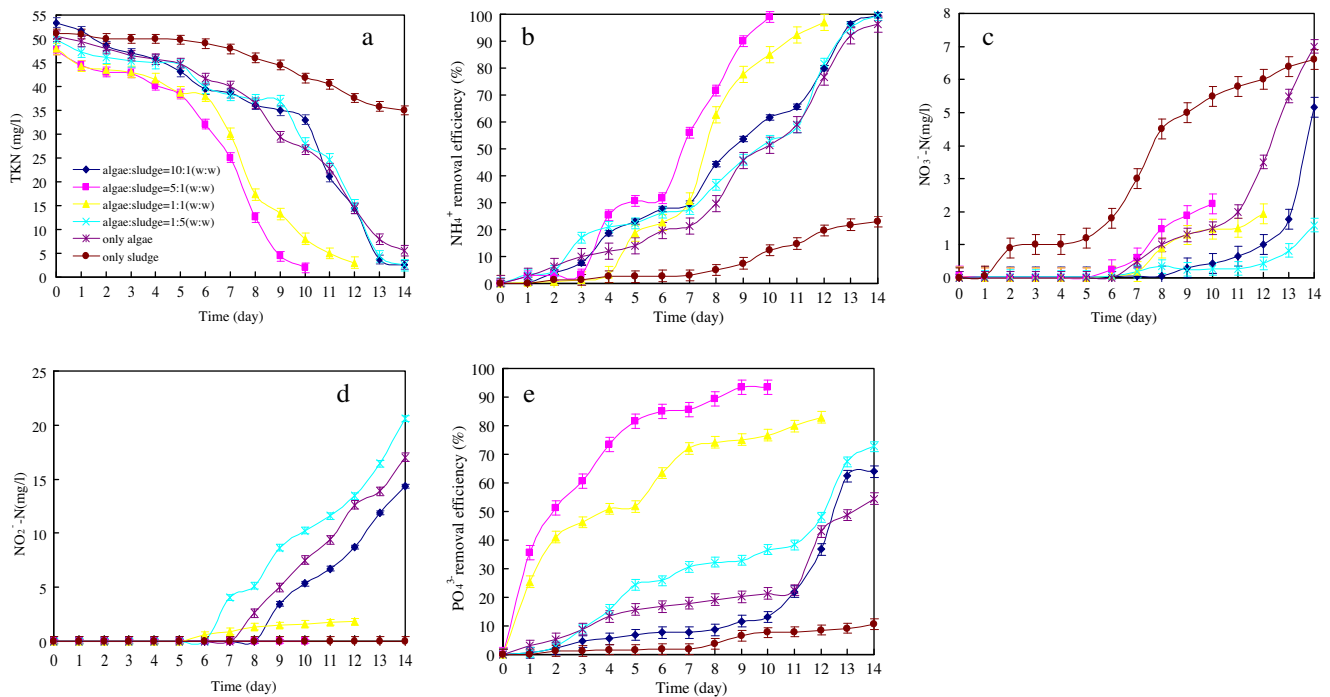 a
TKN (mg/l)
55
50
45
40
35
30
25
20
15
10
5
5
algae:sludge=10:1(w:w)
algae:sludge=5:1(w:w)
algae:sludge=1:1(w:w)
algae:sludge=1:5(w:w)
only algae
only sludge
0 1 2 3 4 5 6 7 8 9 10 11 12 13 14
Time (day)
b
NH4⁺ removal efficiency (%)
100
90
80
70
60
50
40
30
20
10
0
0 1 2 3 4 5 6 7 8 9 10 11 12 13 14
Time (day)
c
NO₃⁻-N(mg/l)
8
7
6
5
4
3
2
1
0
0 1 2 3 4 5 6 7 8 9 10 11 12 13 14
Time (day)
d
NO₂⁻-N(mg/l)
25
20
15
10
5
0
0 1 2 3 4 5 6 7 8 9 10 11 12 13 14
Time (day)
e
PO₄³⁻removal efficiency (%)
100
90
80
70
60
50
40
30
20
10
0
0 1 2 3 4 5 6 7 8 9 10 11 12 13 14
Time (day)